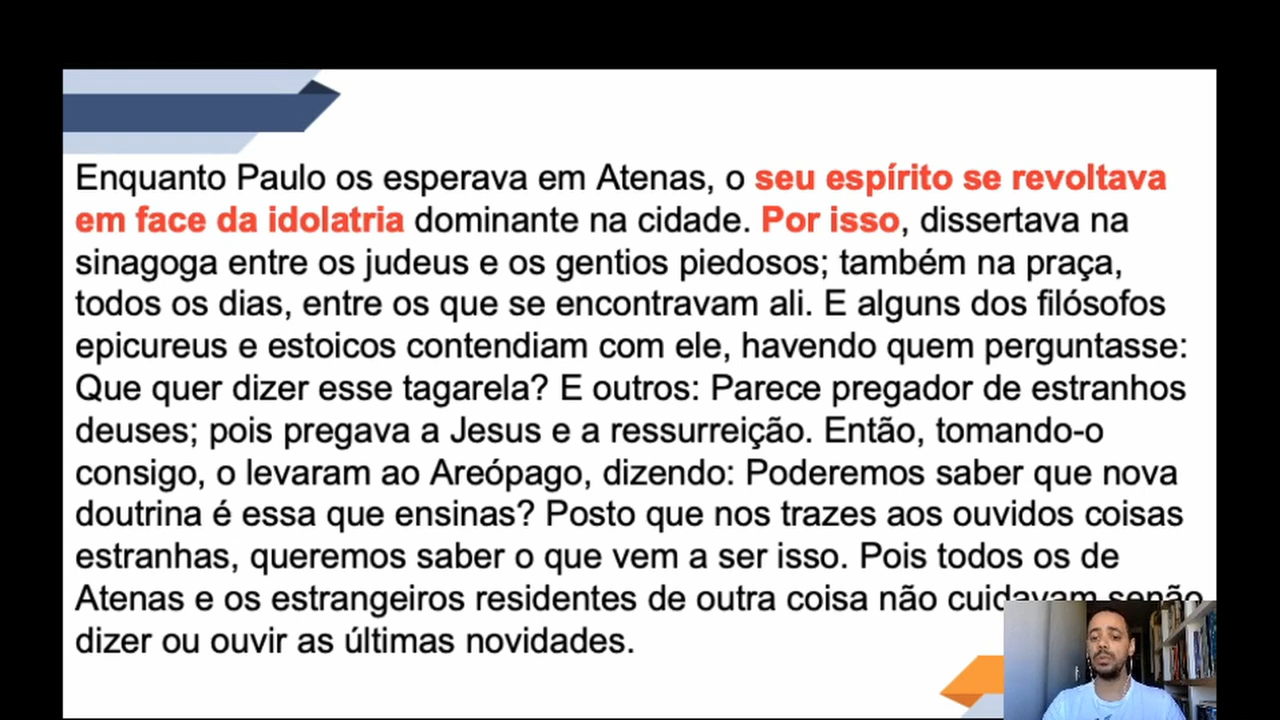 Enquanto Paulo os esperava em Atenas, o seu espírito se revoltava
em face da idolatria dominante na cidade. Por isso, dissertava na
sinagoga entre os judeus e os gentios piedosos; também na praça,
todos os dias, entre os que se encontravam ali. E alguns dos filósofos
epicureus e estoicos contendiam com ele, havendo quem perguntasse:
Que quer dizer esse tagarela? E outros: Parece pregador de estranhos
deuses; pois pregava a Jesus e a ressurreição. Então, tomando-o
consigo, o levaram ao Areópago, dizendo: Poderemos saber que nova
doutrina é essa que ensinas? Posto que nos trazes aos ouvidos coisas
estranhas, queremos saber o que vem a ser isso. Pois todos os de
Atenas e os estrangeiros residentes de outra coisa não cuidavam senão
dizer ou ouvir as últimas novidades.